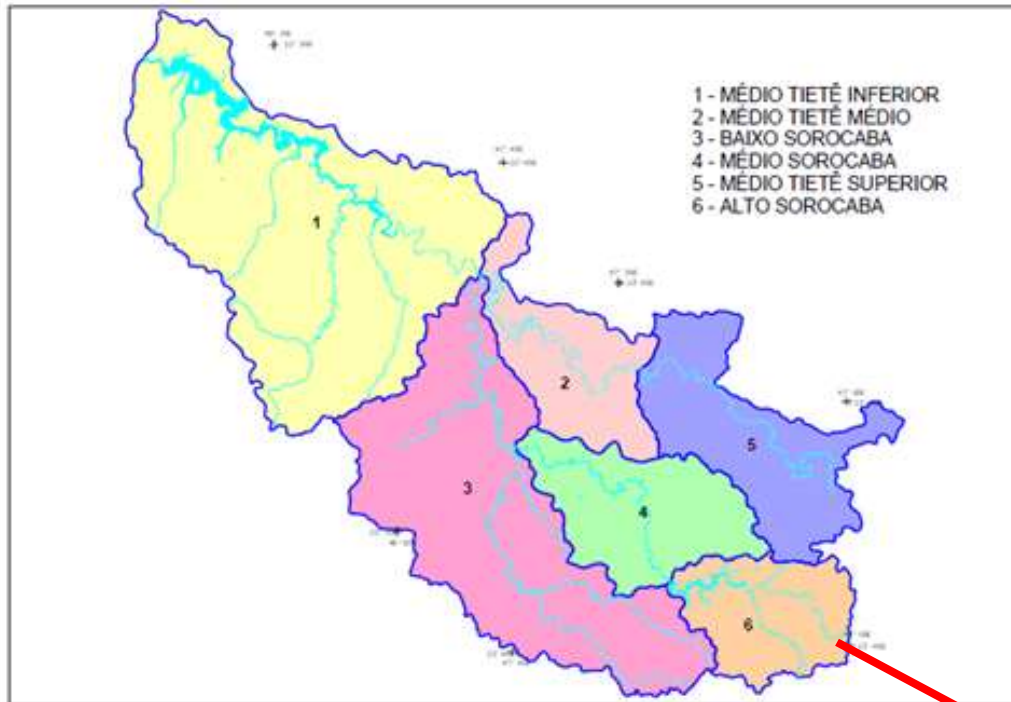 1 - MÉDIO TIETÊ INFERIOR
2 - MÉDIO TIETÊ MÉDIO
3 - BAIXO SOROCABA
4 - MÉDIO SOROCABA
5 - MÉDIO TIETÊ SUPERIOR
6 - ALTO SOROCABA
1
2
5
3
4
6